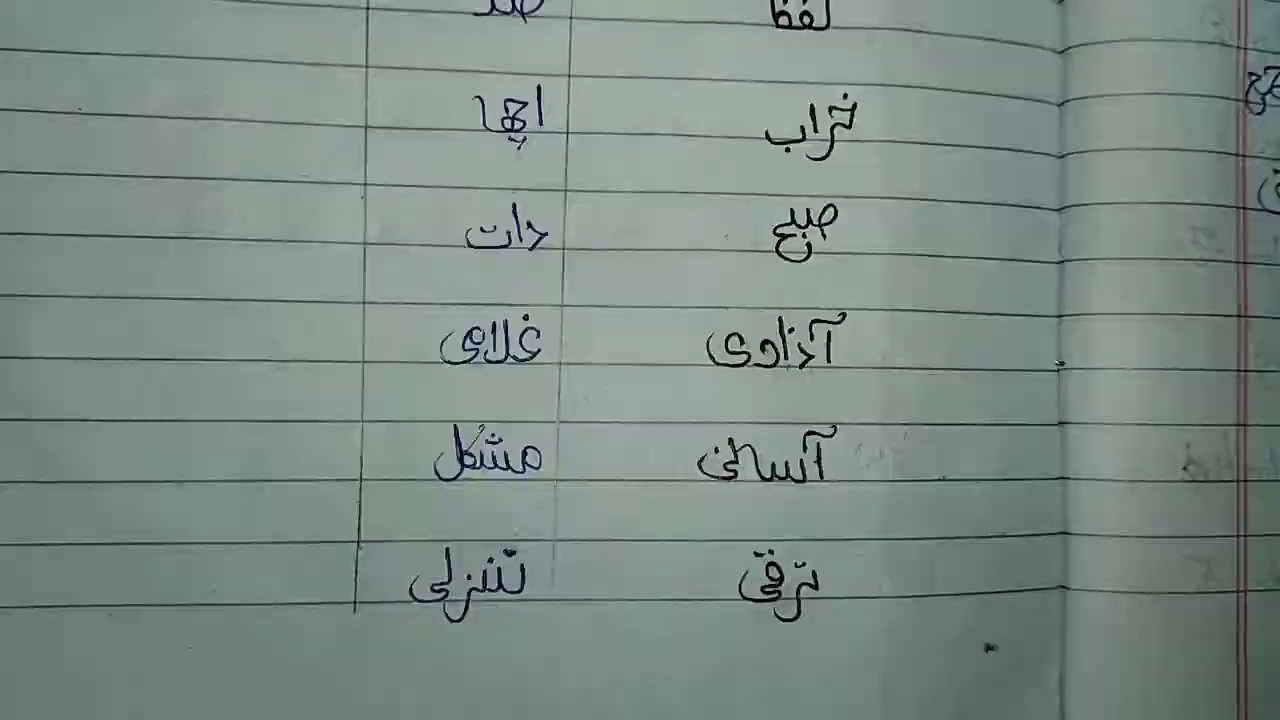 لفظ ضد
خراب اچھا
صبح رات
آزادی غلامی
آسانی مشکل
ترقی تنزلی